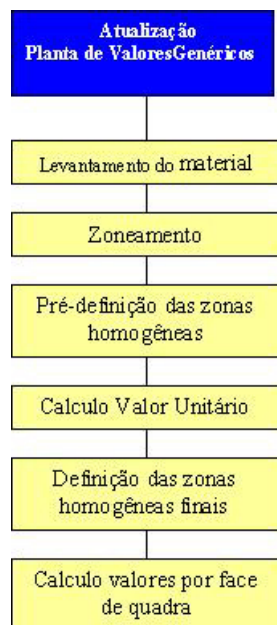 Atualização
Planta de ValoresGenéricos
Levantamento do material
Zoneamento
Pré-definição das zonas
homogêneas
Calculo Valor Unitário
Definição das zonas
homogêneas finais
Calculo valores por face
de quadra